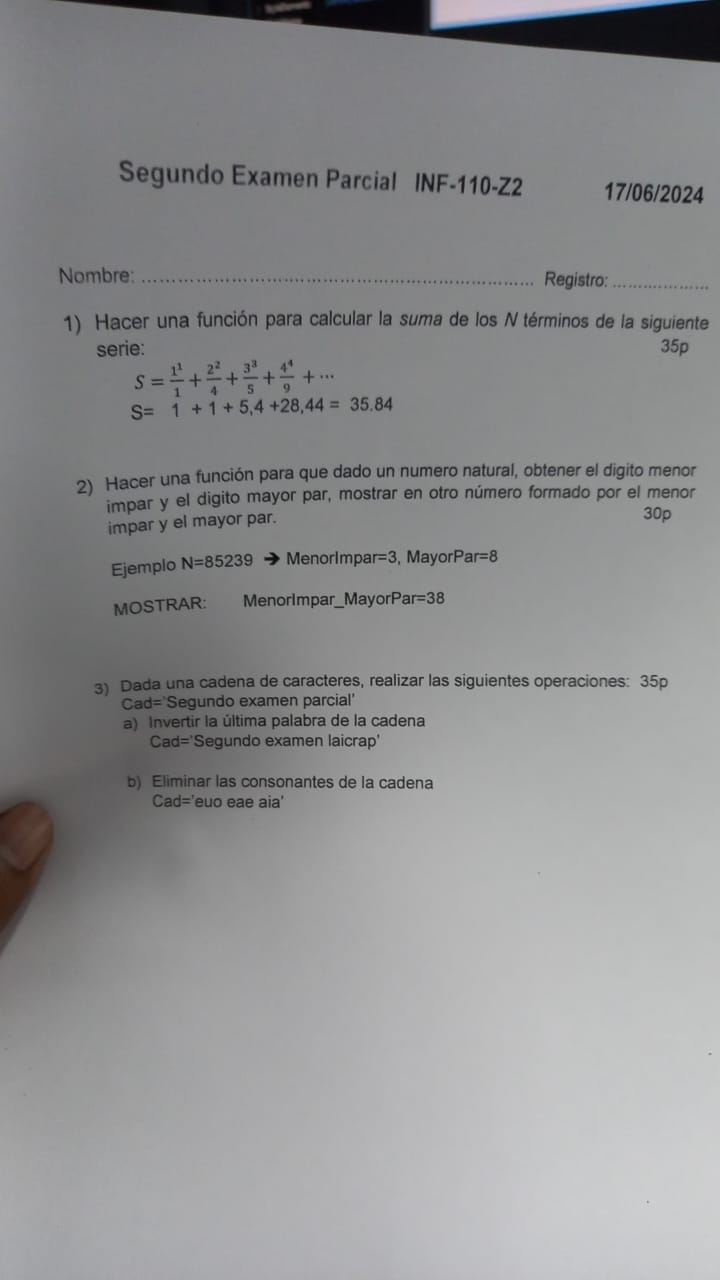 Segundo Examen Parcial INF-110-Z2 17/06/2024
Nombre: ........................................................................ Registro: ...................
1) Hacer una función para calcular la suma de los N términos de la siguiente
serie: 35p
S = 1¹/1 + 2²/4 + 3³/5 + 4⁴/9 + ⋯
S= 1 + 1 + 5,4 +28,44 = 35.84
2) Hacer una función para que dado un numero natural, obtener el digito menor
impar y el digito mayor par, mostrar en otro número formado por el menor
impar y el mayor par. 30p
Ejemplo N=85239 ➔ MenorImpar=3, MayorPar=8
MOSTRAR: MenorImpar_MayorPar=38
3) Dada una cadena de caracteres, realizar las siguientes operaciones: 35p
Cad='Segundo examen parcial'
a) Invertir la última palabra de la cadena
Cad='Segundo examen laicrap'
b) Eliminar las consonantes de la cadena
Cad='euo eae aia'